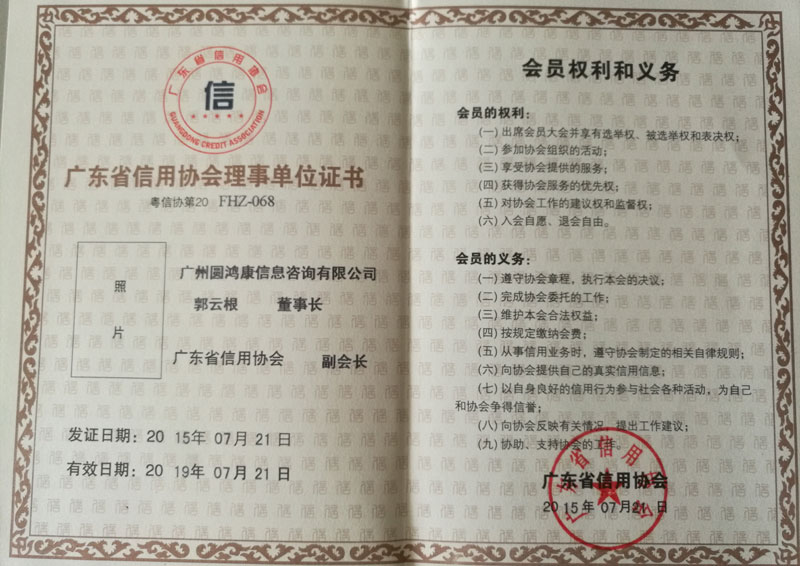 广东省信用协会
信
GUANGDONG CREDIT ASSOCIATION
广东省信用协会理事单位证书
粤信协第20 FHZ-068
照
片
广州圆鸿康信息咨询有限公司
郭云根 董事长
广东省信用协会 副会长
发证日期：20 15年 07月 21日
有效日期：20 19年 07月 21日
会员权利和义务
会员的权利：
(一) 出席会员大会并享有选举权、被选举权和表决权；
(二) 参加协会组织的活动；
(三) 享受协会提供的服务；
(四) 获得协会服务的优先权；
(五) 对协会工作的建议权和监督权；
(六) 入会自愿、退会自由。
会员的义务：
(一) 遵守协会章程，执行本会的决议；
(二) 完成协会委托的工作；
(三) 维护本会合法权益；
(四) 按规定缴纳会费；
(五) 从事信用业务时，遵守协会制定的相关自律规则；
(六) 向协会提供自己的真实信用信息；
(七) 以自身良好的信用行为参与社会各种活动，为自己
和协会争得信誉；
(八) 向协会反映有关情况，提出工作建议；
(九) 协助、支持协会的工作。
广东省信用协会
20 15年 07月 21日
广东省信用协会